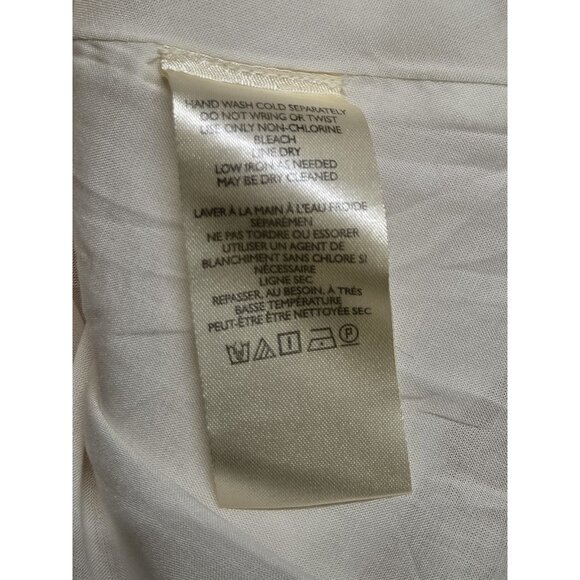 HAND WASH COLD SEPARATELY
DO NOT WRING OR TWIST
USE ONLY NON-CHLORINE
BLEACH
LINE DRY
LOW IRON AS NEEDED
MAY BE DRY CLEANED
LAVER À LA MAIN À L'EAU FROIDE
SÉPARÉMEN
NE PAS TORDRE OU ESSORER
UTILISER UN AGENT DE
BLANCHIMENT SANS CHLORE SI
NÉCESSAIRE
LIGNE SEC
REPASSER, AU BESOIN, À TRÉS
BASSE TEMPÉRATURE
PEUT-ÊTRE ÊTRE NETTOYÉE SEC
P